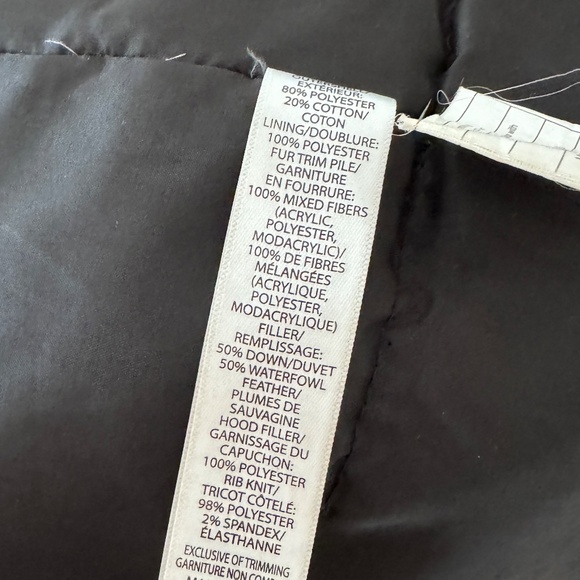 EXTÉRIEUR:
80% POLYESTER
20% COTTON/
COTON
LINING/DOUBLURE:
100% POLYESTER
FUR TRIM PILE/
GARNITURE
EN FOURRURE:
100% MIXED FIBERS
(ACRYLIC,
POLYESTER,
MODACRYLIC)/
100% DE FIBRES
MÉLANGÉES
(ACRYLIQUE,
POLYESTER,
MODACRYLIQUE)
FILLER/
REMPLISSAGE:
50% DOWN/DUVET
50% WATERFOWL
FEATHER/
PLUMES DE
SAUVAGINE
HOOD FILLER/
GARNISSAGE DU
CAPUCHON:
100% POLYESTER
RIB KNIT/
TRICOT CÔTELÉ:
98% POLYESTER
2% SPANDEX/
ÉLASTHANNE
EXCLUSIVE OF TRIMMING
GARNITURE NON